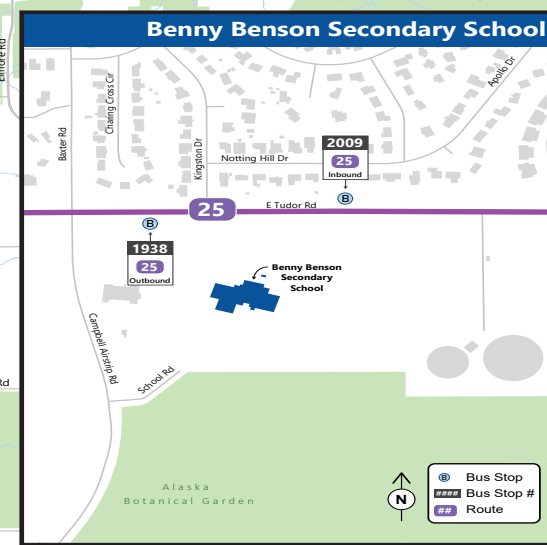 Benny Benson Secondary School
Elmore Rd
Baxter Rd
Charing Cross Cir
Kingston Dr
Notting Hill Dr
Apollo Dr
2009
25
Inbound
B
25
E Tudor Rd
B
1938
25
Outbound
Benny Benson
Secondary
School
Campbell Airstrip Rd
School Rd
Rd
Alaska
Botanical Garden
N
B Bus Stop
#### Bus Stop #
## Route